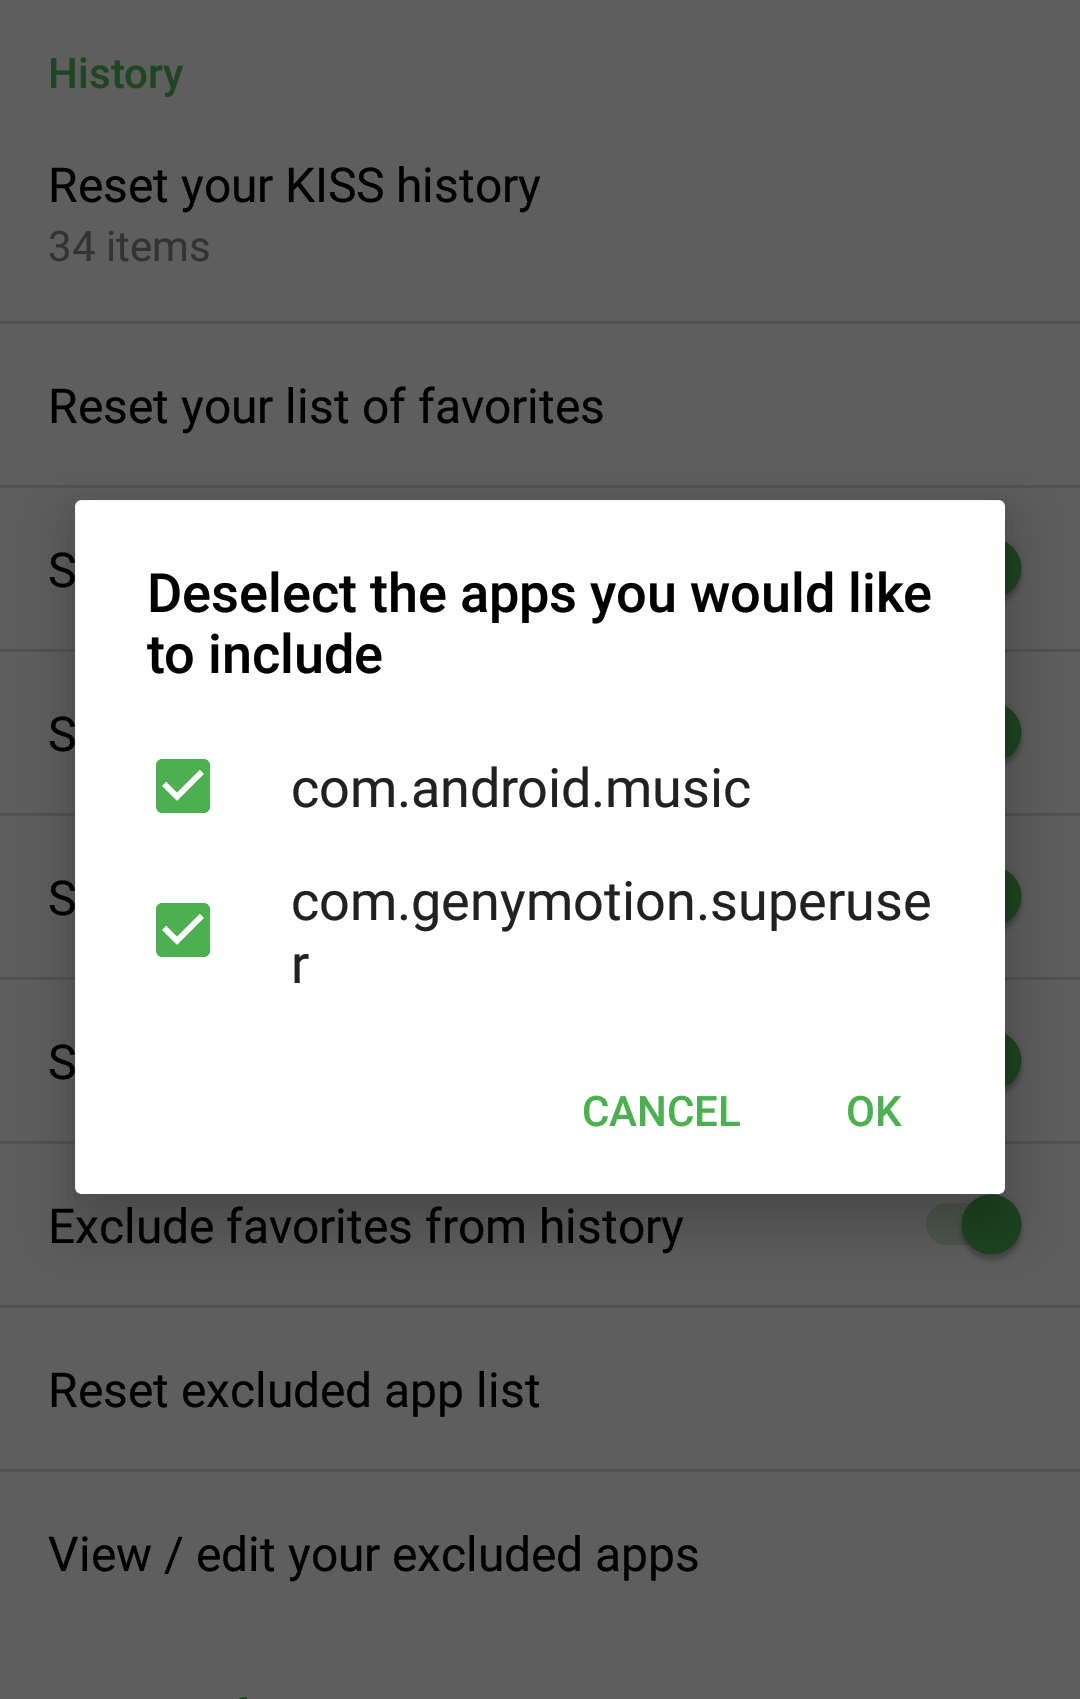 History
Reset your KISS history
34 items
Reset your list of favorites
Deselect the apps you would like
to include
com.android.music
com.genymotion.superuse
r
CANCEL OK
Exclude favorites from history
Reset excluded app list
View / edit your excluded apps